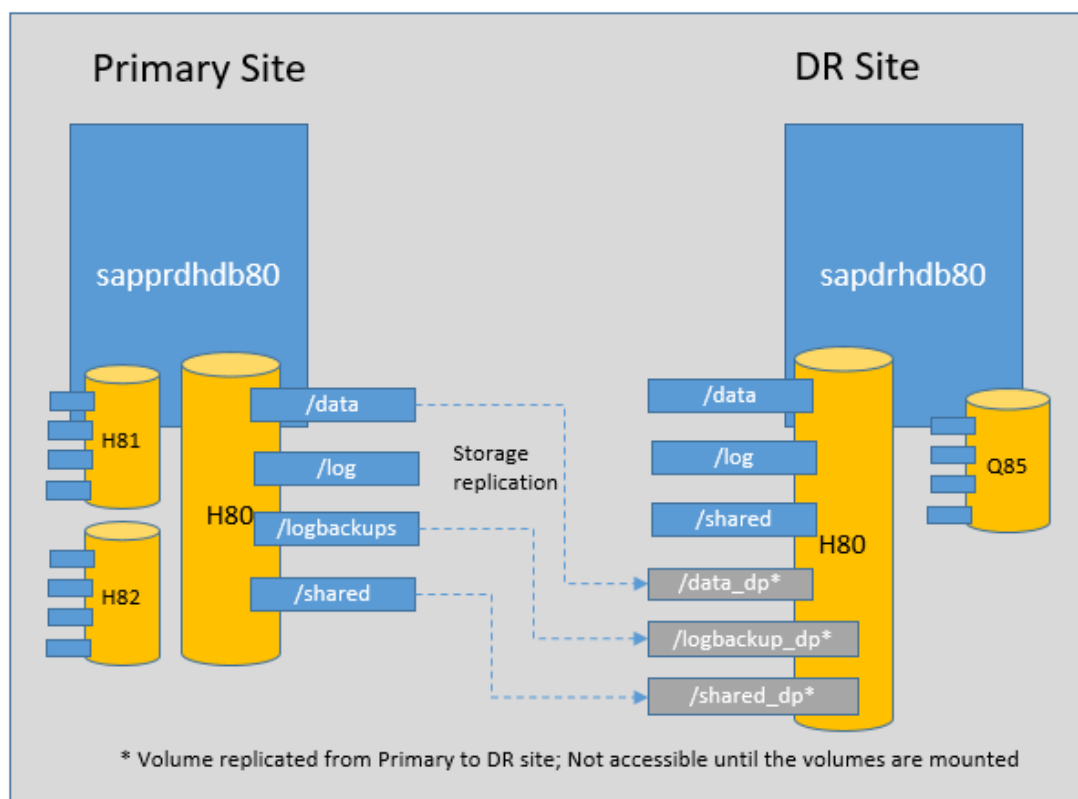 Primary Site
DR Site
sapprdhdb80
sapdrhdb80
H81
H82
H80
/data
/log
/logbackups
/shared
Storage
replication
/data
/log
/shared
/data_dp*
/logbackup_dp*
/shared_dp*
H80
Q85
* Volume replicated from Primary to DR site; Not accessible until the volumes are mounted